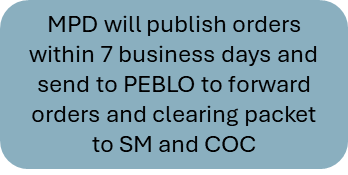 MPD will publish orders
within 7 business days and
send to PEBLO to forward
orders and clearing packet
to SM and COC